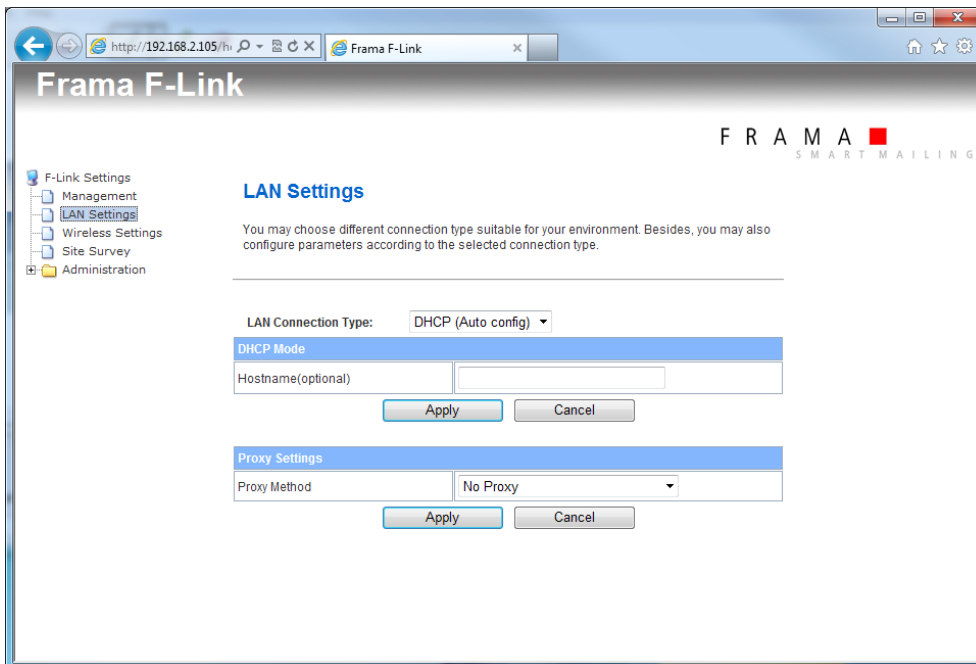 http://192.168.2.105/h
Frama F-Link
Frama F-Link
FRAMA
SMART MAILING
F-Link Settings
Management
LAN Settings
Wireless Settings
Site Survey
Administration
LAN Settings
You may choose different connection type suitable for your environment. Besides, you may also
configure parameters according to the selected connection type.
LAN Connection Type: DHCP (Auto config)
DHCP Mode
Hostname(optional)
Apply Cancel
Proxy Settings
Proxy Method No Proxy
Apply Cancel